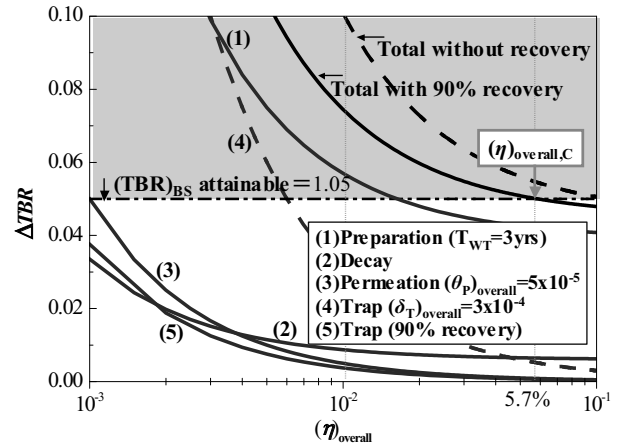 0.10
0.08
0.06
0.04
0.02
0.00
ΔTBR
(1)
Total without recovery
Total with 90% recovery
(4)
(η)overall,C
(TBR)BS attainable=1.05
(1)Preparation (TWT=3yrs)
(2)Decay
(3)Permeation (θP)overall=5x10-5
(4)Trap (δT)overall=3x10-4
(5)Trap (90% recovery)
(3)
(2)
(5)
10-3
10-2
5.7%
10-1
(η)overall